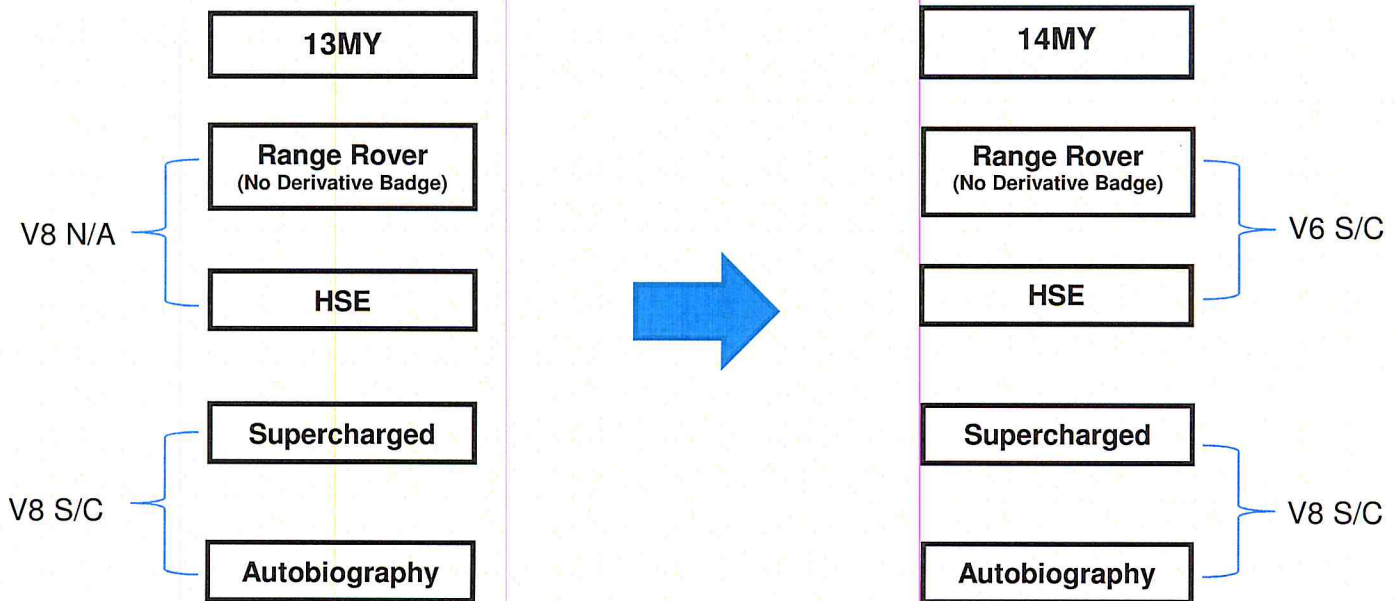 13MY
Range Rover
(No Derivative Badge)
V8 N/A
HSE
Supercharged
V8 S/C
Autobiography
14MY
Range Rover
(No Derivative Badge)
V6 S/C
HSE
Supercharged
V8 S/C
Autobiography